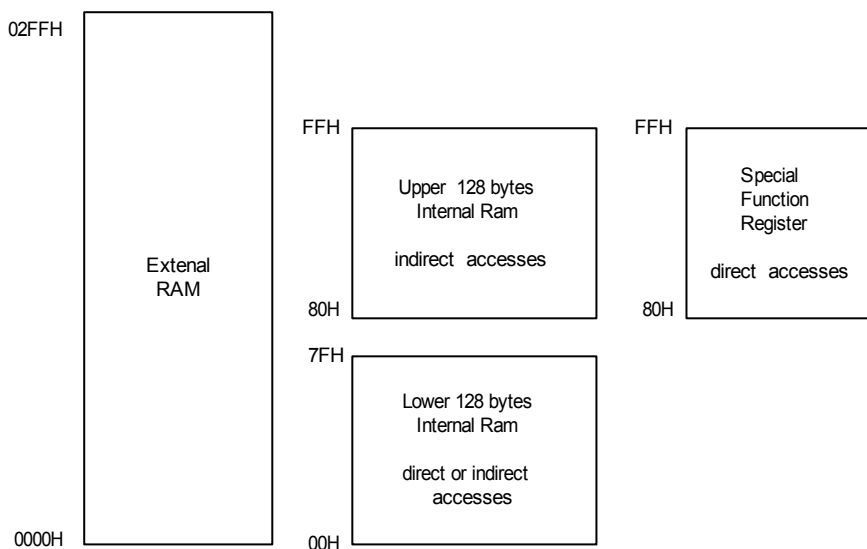 02FFH
Extenal
RAM
0000H
FFH
Upper 128 bytes
Internal Ram
indirect accesses
80H
7FH
Lower 128 bytes
Internal Ram
direct or indirect
accesses
00H
FFH
Special
Function
Register
direct accesses
80H